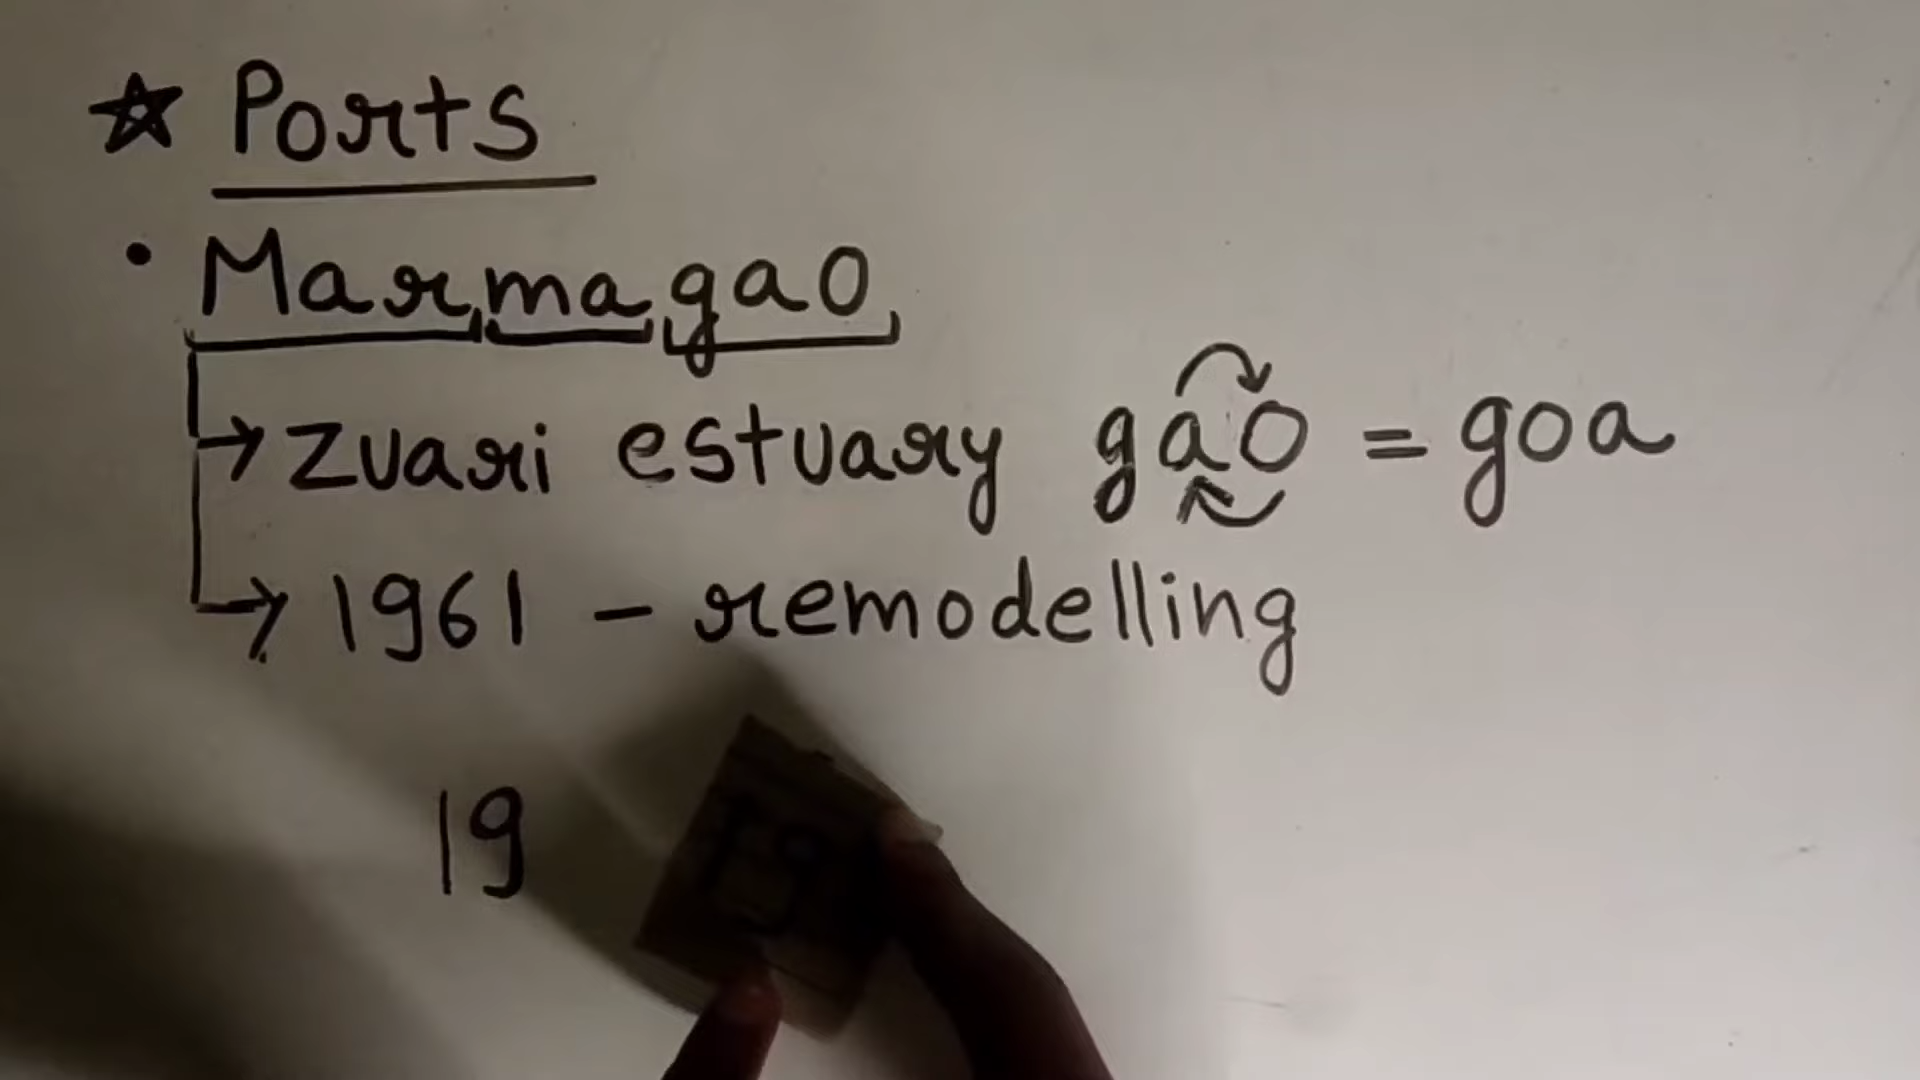 ☆ Ports
• Marmagao
→ Zuari estuary gao = goa
→ 1961 - remodelling
19